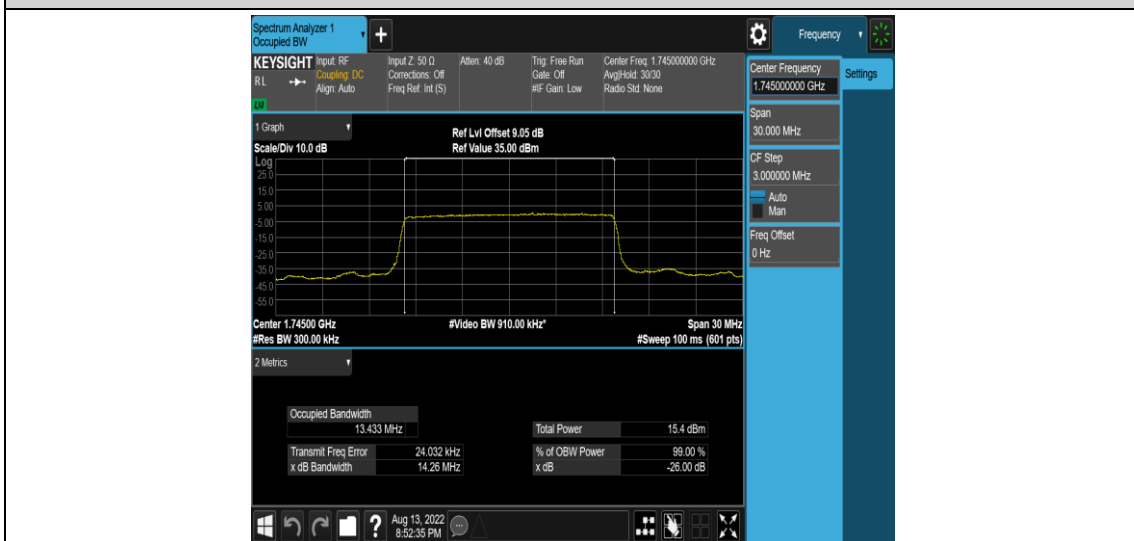 Spectrum Analyzer 1
Occupied BW
+
Frequency
KEYSIGHT Input: RF Input Z: 50 Ω Atten: 40 dB Trig: Free Run Center Freq: 1.745000000 GHz
RL Coupling: DC Corrections: Off Gate: Off Avg|Hold: 30/30
Align: Auto Freq Ref: Int (S) #IF Gain: Low Radio Std: None
LXI
Center Frequency
1.745000000 GHz
Settings
Span
30.000 MHz
CF Step
3.000000 MHz
Auto
Man
Freq Offset
0 Hz
1 Graph
Ref Lvl Offset 9.05 dB
Scale/Div 10.0 dB Ref Value 35.00 dBm
Log
25.0
15.0
5.00
-5.00
-15.0
-25.0
-35.0
-45.0
-55.0
Center 1.74500 GHz #Video BW 910.00 kHz* Span 30 MHz
#Res BW 300.00 kHz #Sweep 100 ms (601 pts)
2 Metrics
Occupied Bandwidth
13.433 MHz Total Power 15.4 dBm
Transmit Freq Error 24.032 kHz % of OBW Power 99.00 %
x dB Bandwidth 14.26 MHz x dB -26.00 dB
? Aug 13, 2022
8:52:35 PM